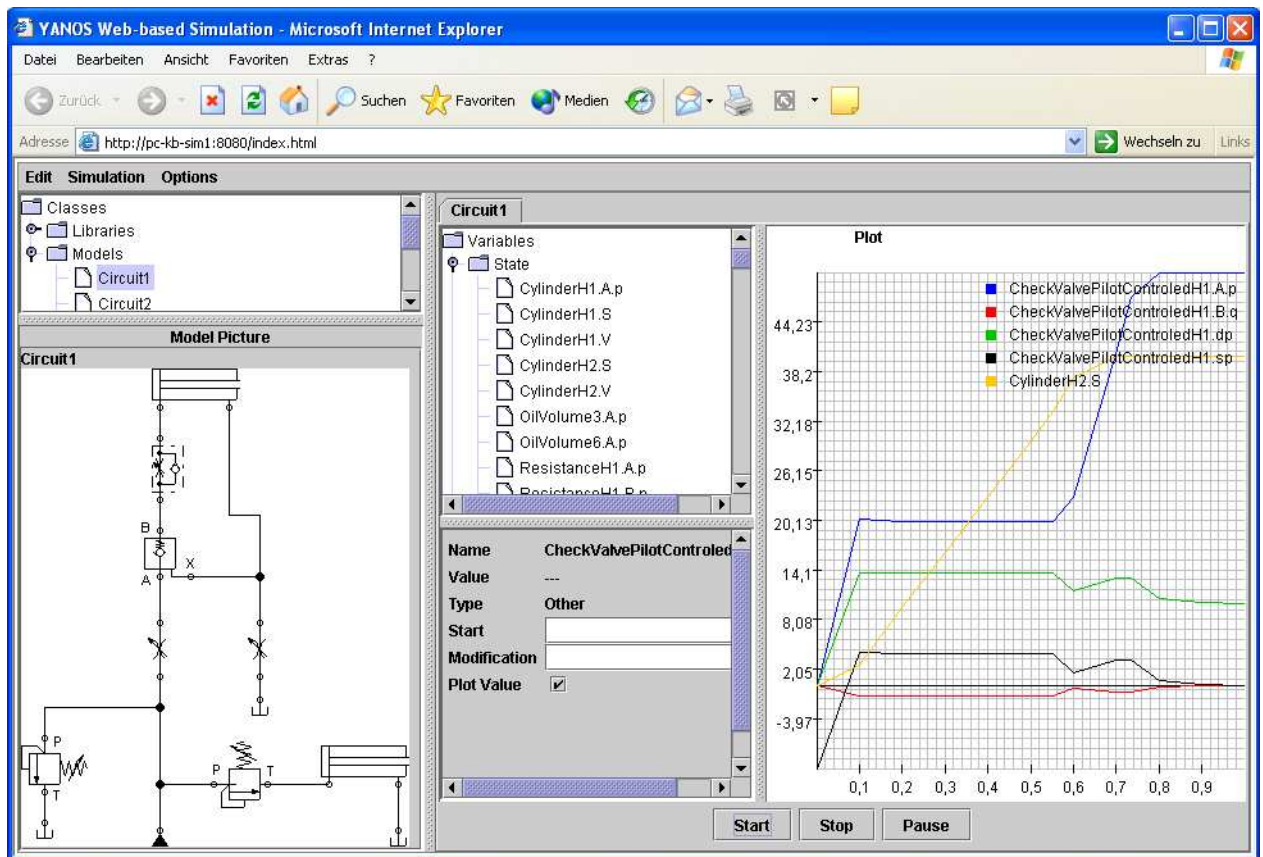 YANOS Web-based Simulation - Microsoft Internet Explorer
Datei Bearbeiten Ansicht Favoriten Extras ?
Zurück Suchen Favoriten Medien
Adresse http://pc-kb-sim1:8080/index.html Wechseln zu Links
Edit Simulation Options
Classes
Libraries
Models
Circuit1
Circuit2
Model Picture
Circuit1
B
X
A
P
T
P
T
Circuit1
Variables
State
CylinderH1.A.p
CylinderH1.S
CylinderH1.V
CylinderH2.S
CylinderH2.V
OilVolume3.A.p
OilVolume6.A.p
ResistanceH1.A.p
ResistanceH1.B.p
Name CheckValvePilotControled
Value ---
Type Other
Start
Modification
Plot Value
Plot
CheckValvePilotControledH1.A.p
CheckValvePilotControledH1.B.q
CheckValvePilotControledH1.dp
CheckValvePilotControledH1.sp
CylinderH2.S
44,23
38,2
32,18
26,15
20,13
14,1
8,08
2,05
-3,97
0,1 0,2 0,3 0,4 0,5 0,6 0,7 0,8 0,9
Start Stop Pause